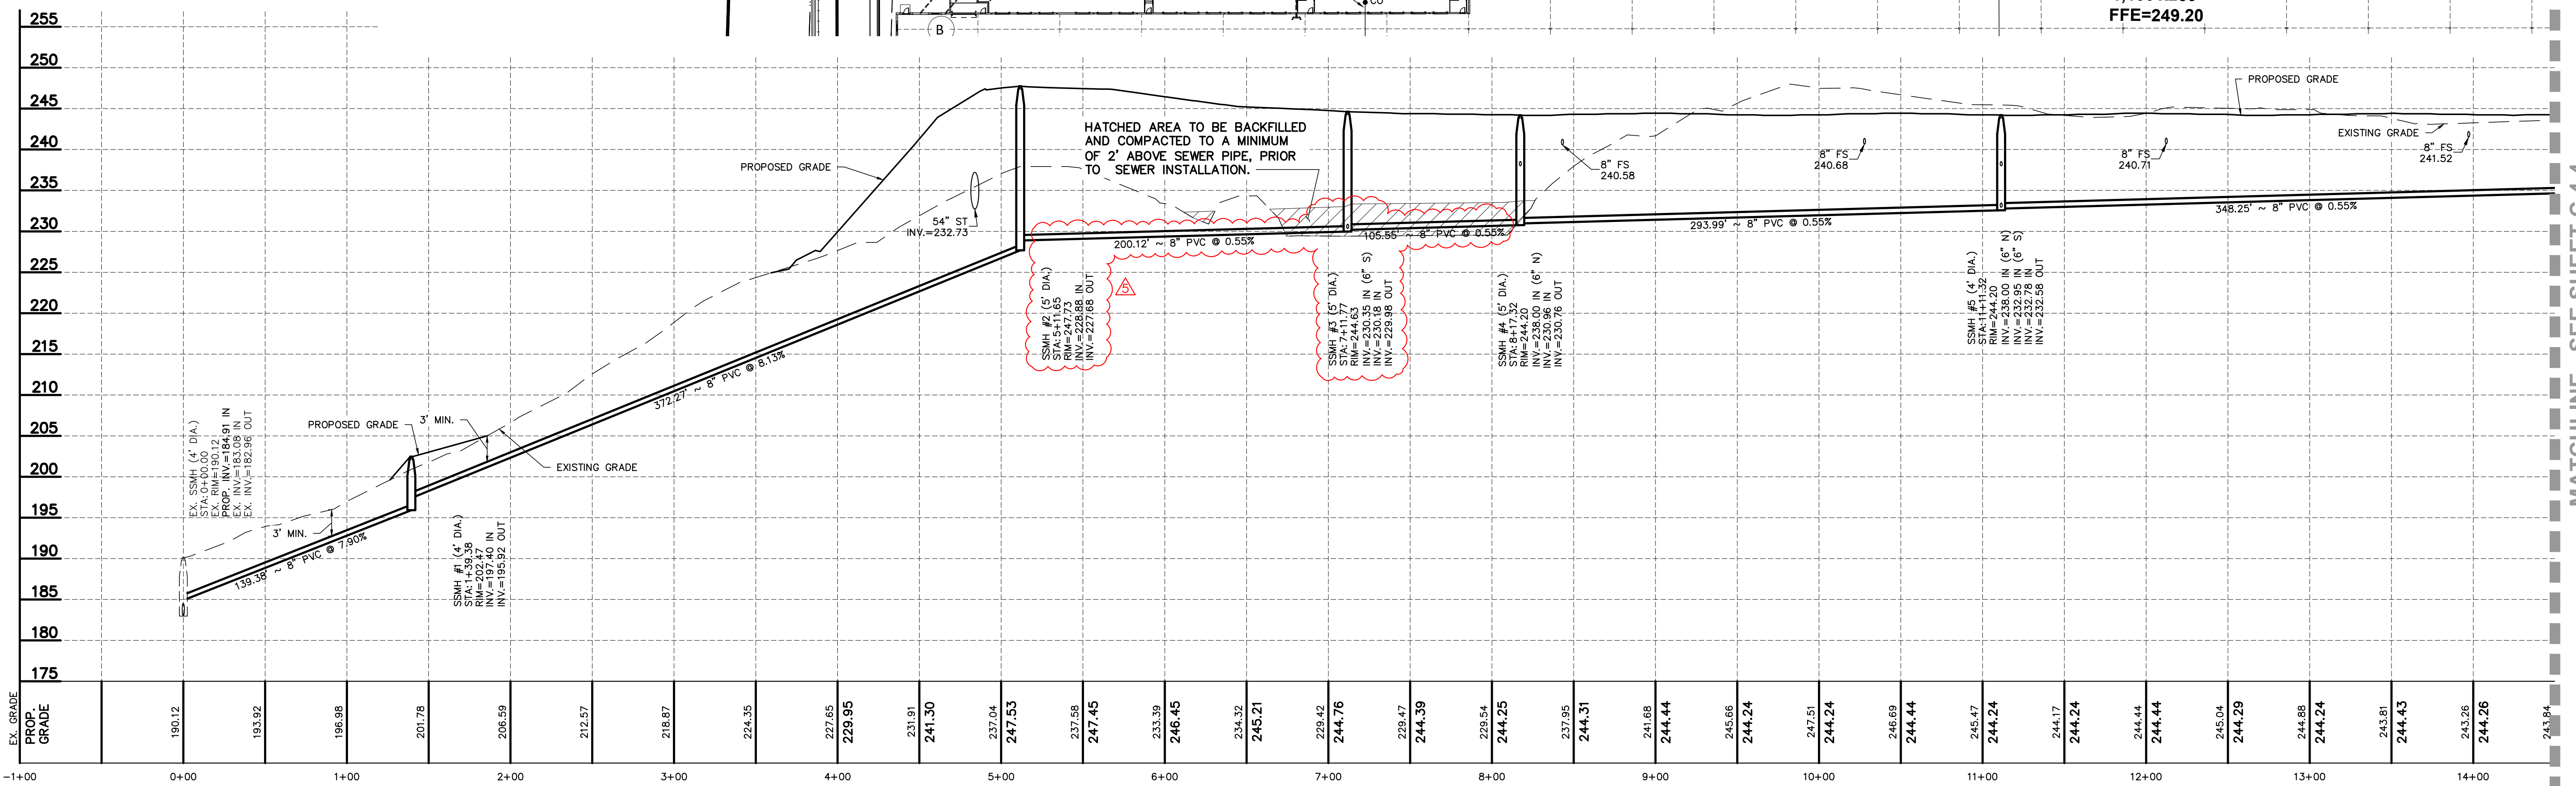 CO
B
FFE=249.20
255
250
245
240
235
230
225
220
215
210
205
200
195
190
185
180
175
PROPOSED GRADE
HATCHED AREA TO BE BACKFILLED
AND COMPACTED TO A MINIMUM
OF 2' ABOVE SEWER PIPE, PRIOR
TO SEWER INSTALLATION.
PROPOSED GRADE
EXISTING GRADE
54" ST
INV.=232.73
8" FS
240.58
8" FS
240.68
8" FS
240.71
8" FS
241.52
200.12' ~ 8" PVC @ 0.55%
105.55' ~ 8" PVC @ 0.55%
293.99' ~ 8" PVC @ 0.55%
348.25' ~ 8" PVC @ 0.55%
372.27' ~ 8" PVC @ 8.13%
139.38' ~ 8" PVC @ 7.90%
5
PROPOSED GRADE
3' MIN.
EXISTING GRADE
3' MIN.
EX. SSMH (4' DIA.)
STA: 0+00.00
EX. RIM=190.12
PROP. INV.=184.91 IN
EX. INV.=183.08 IN
EX. INV.=182.96 OUT
SSMH #1 (4' DIA.)
STA: 1+39.38
RIM=202.47
INV.=197.40 IN
INV.=195.92 OUT
SSMH #2 (5' DIA.)
STA: 5+11.65
RIM=247.73
INV.=228.88 IN
INV.=227.68 OUT
SSMH #3 (5' DIA.)
STA: 7+11.77
RIM=244.63
INV.=230.35 IN (6" S)
INV.=230.18 IN
INV.=229.98 OUT
SSMH #4 (5' DIA.)
STA: 8+17.32
RIM=244.20
INV.=238.00 IN (6" N)
INV.=230.96 IN
INV.=230.76 OUT
SSMH #5 (4' DIA.)
STA: 11+11.32
RIM=244.20
INV.=238.00 IN (6" N)
INV.=232.95 IN (6" S)
INV.=232.78 IN
INV.=232.58 OUT
EX. GRADE
PROP.
GRADE
190.12
193.92
196.98
201.78
206.59
212.57
218.87
224.35
227.65
229.95
231.91
241.30
237.04
247.53
237.58
247.45
233.39
246.45
234.32
245.21
229.42
244.76
229.47
244.39
229.54
244.25
237.95
244.31
241.68
244.44
245.66
244.24
247.51
244.24
246.69
244.44
245.47
244.24
244.17
244.24
244.44
244.44
245.04
244.29
244.88
244.24
243.81
244.43
243.26
244.26
243.84
-1+00
0+00
1+00
2+00
3+00
4+00
5+00
6+00
7+00
8+00
9+00
10+00
11+00
12+00
13+00
14+00